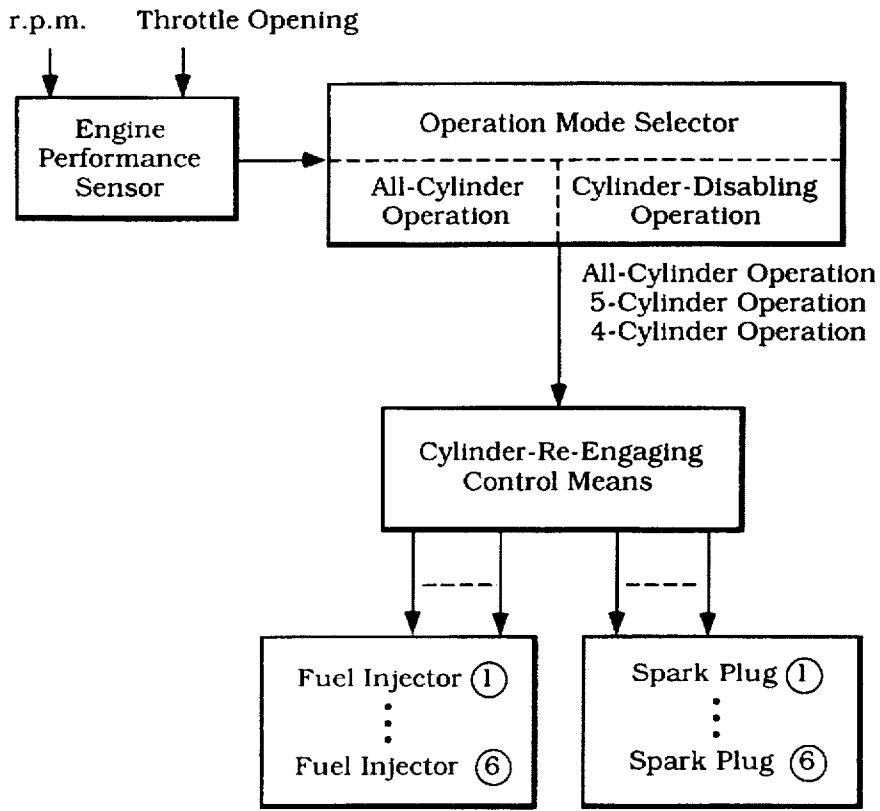 r.p.m. Throttle Opening
Engine
Performance
Sensor
Operation Mode Selector
All-Cylinder
Operation
Cylinder-Disabling
Operation
All-Cylinder Operation
5-Cylinder Operation
4-Cylinder Operation
Cylinder-Re-Engaging
Control Means
Fuel Injector 1
Fuel Injector 6
Spark Plug 1
Spark Plug 6